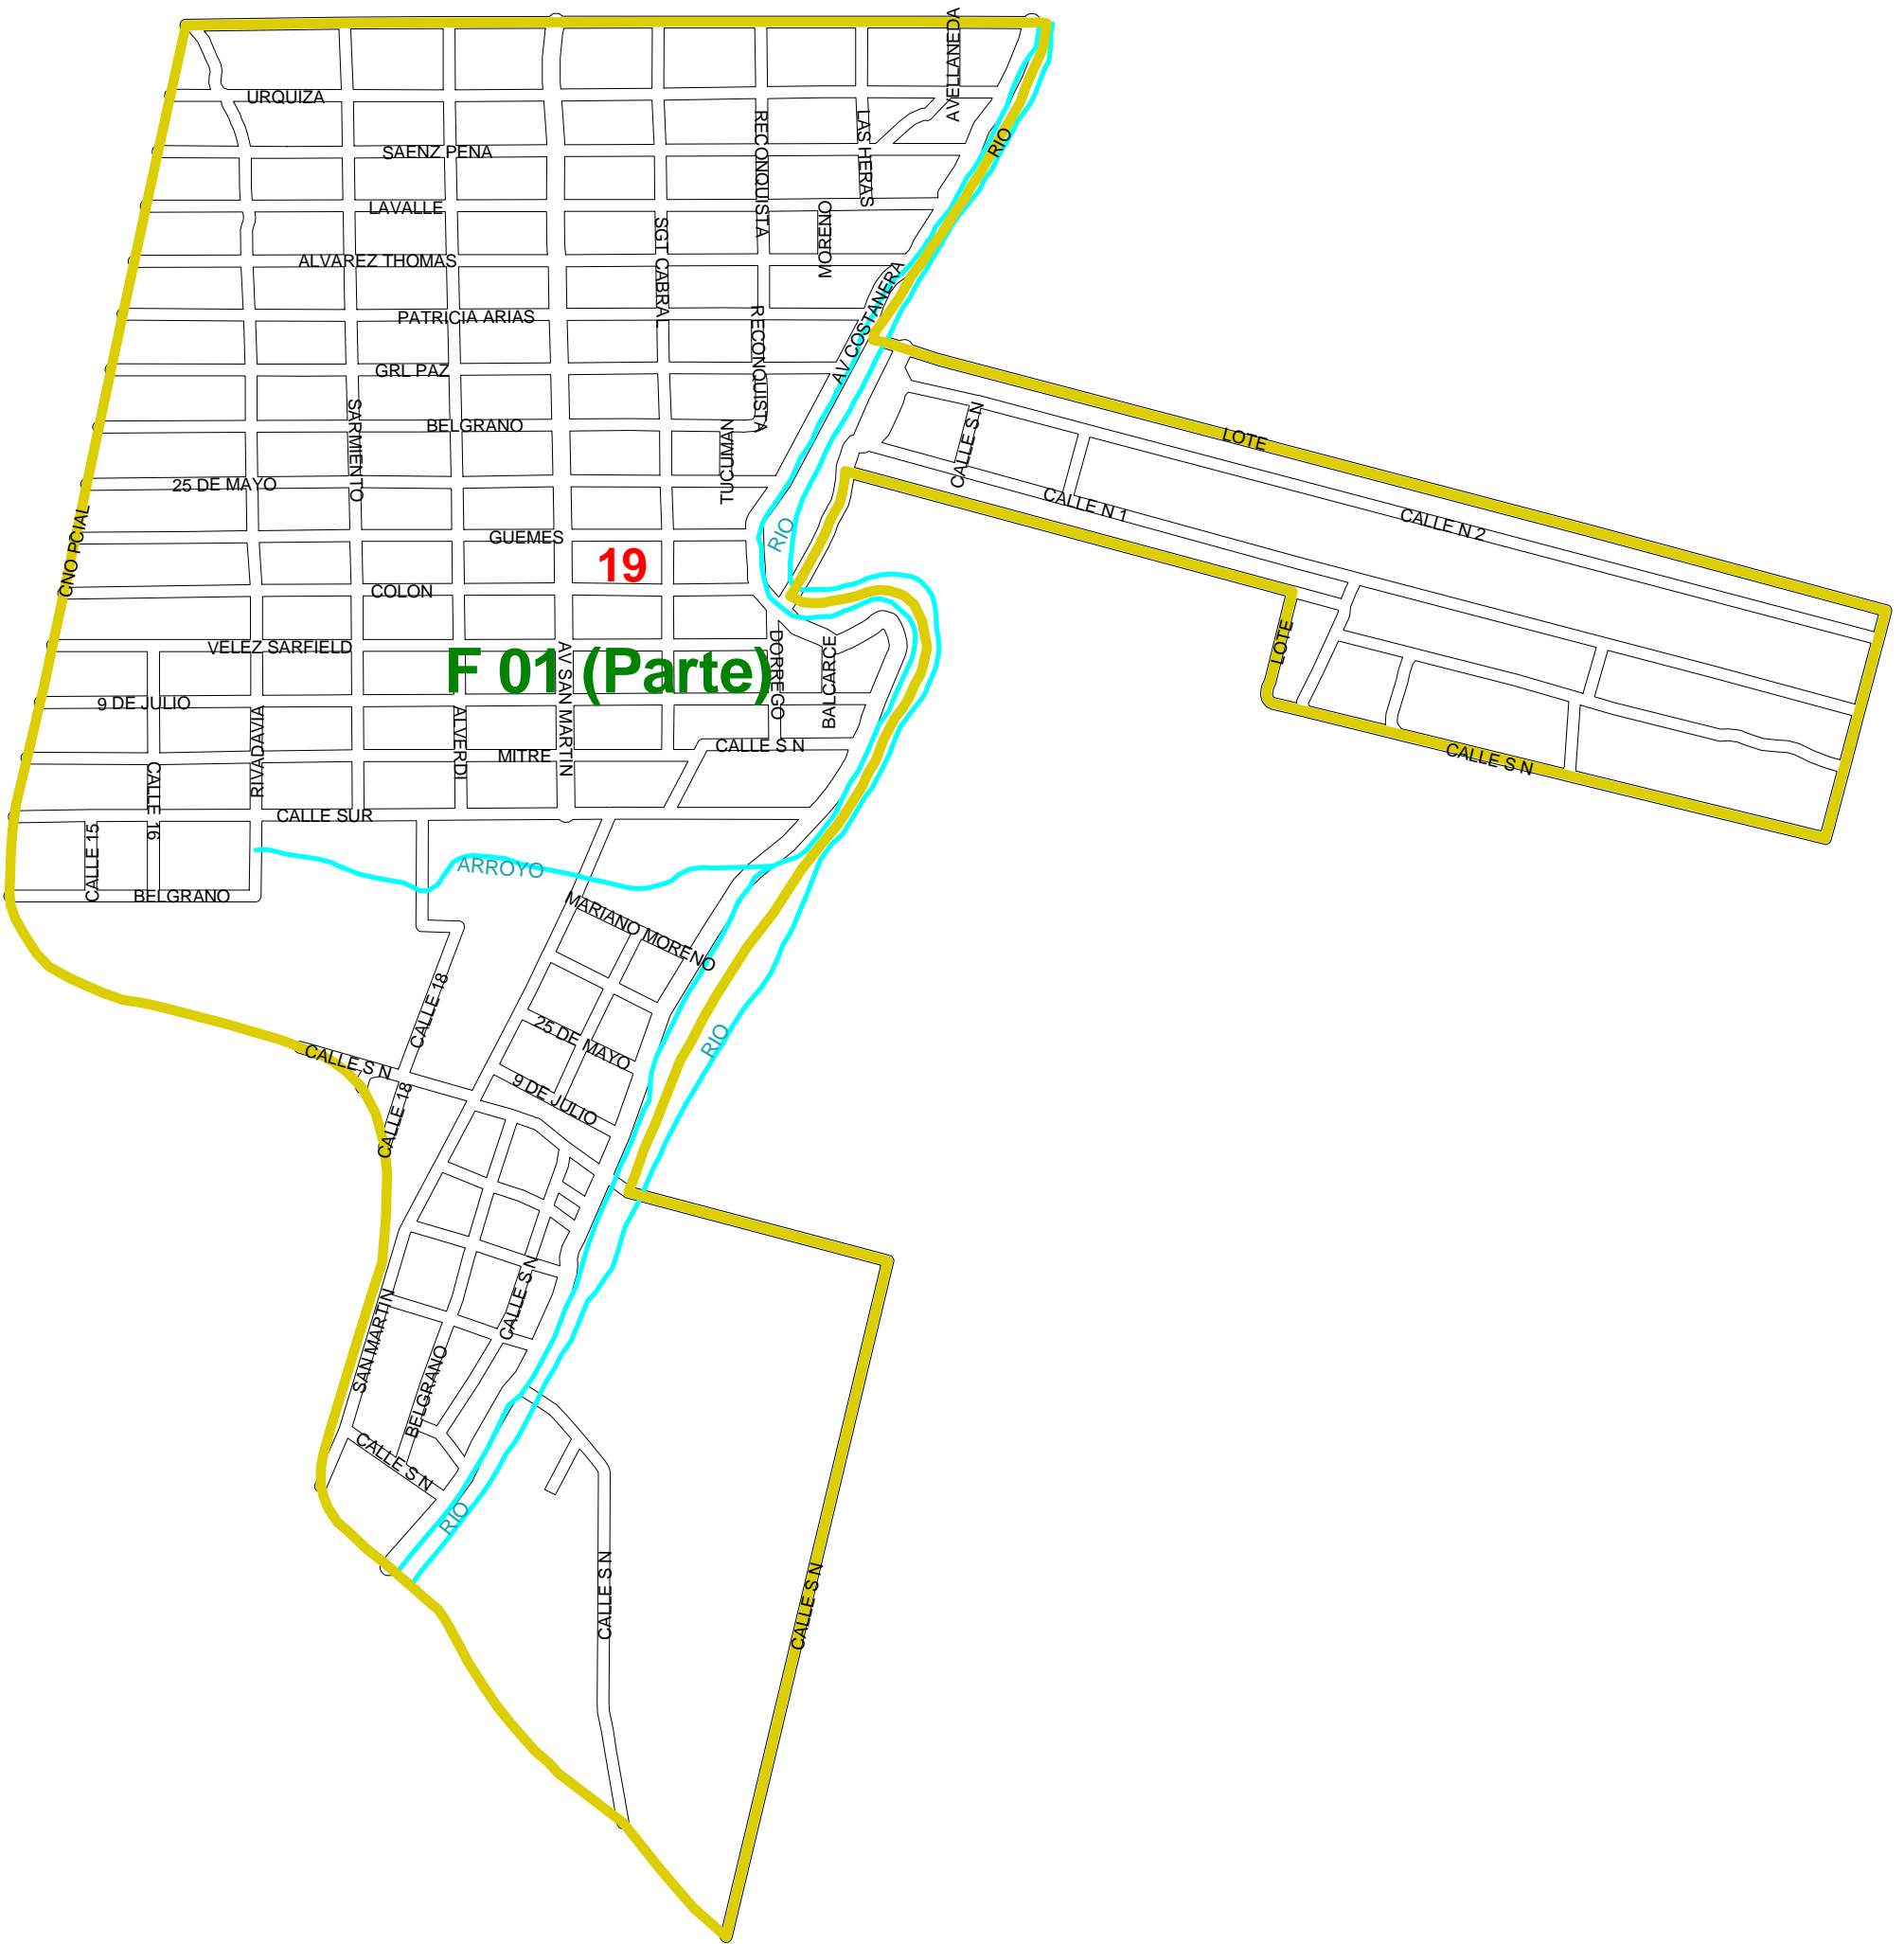 AVELLANEDA
URQUIZA
RECONQUISTA
LAS HERAS
RIO
SAENZ PENA
LAVALLE
MORENO
SGT CABRAL
ALVAREZ THOMAS
AV COSTANERA
PATRICIA ARIAS
RECONQUISTA
GRL PAZ
SARMIENTO
BELGRANO
TUCUMAN
CALLE S N
LOTE
25 DE MAYO
CALLE N 1
CALLE N 2
CNO PCIAL
GUEMES
RIO
19
COLON
VELEZ SARFIELD
F 01 (Parte)
AV SAN MARTIN
DORREGO
BALCARCE
LOTE
9 DE JULIO
RIVADAVIA
ALVERDI
MITRE
CALLE S N
CALLE S N
CALLE 16
CALLE SUR
CALLE 15
ARROYO
BELGRANO
MARIANO MORENO
CALLE 18
25 DE MAYO
RIO
CALLE S N
9 DE JULIO
CALLE 18
CALLE S N
SAN MARTIN
BELGRANO
CALLE S N
RIO
CALLE S N
CALLE S N